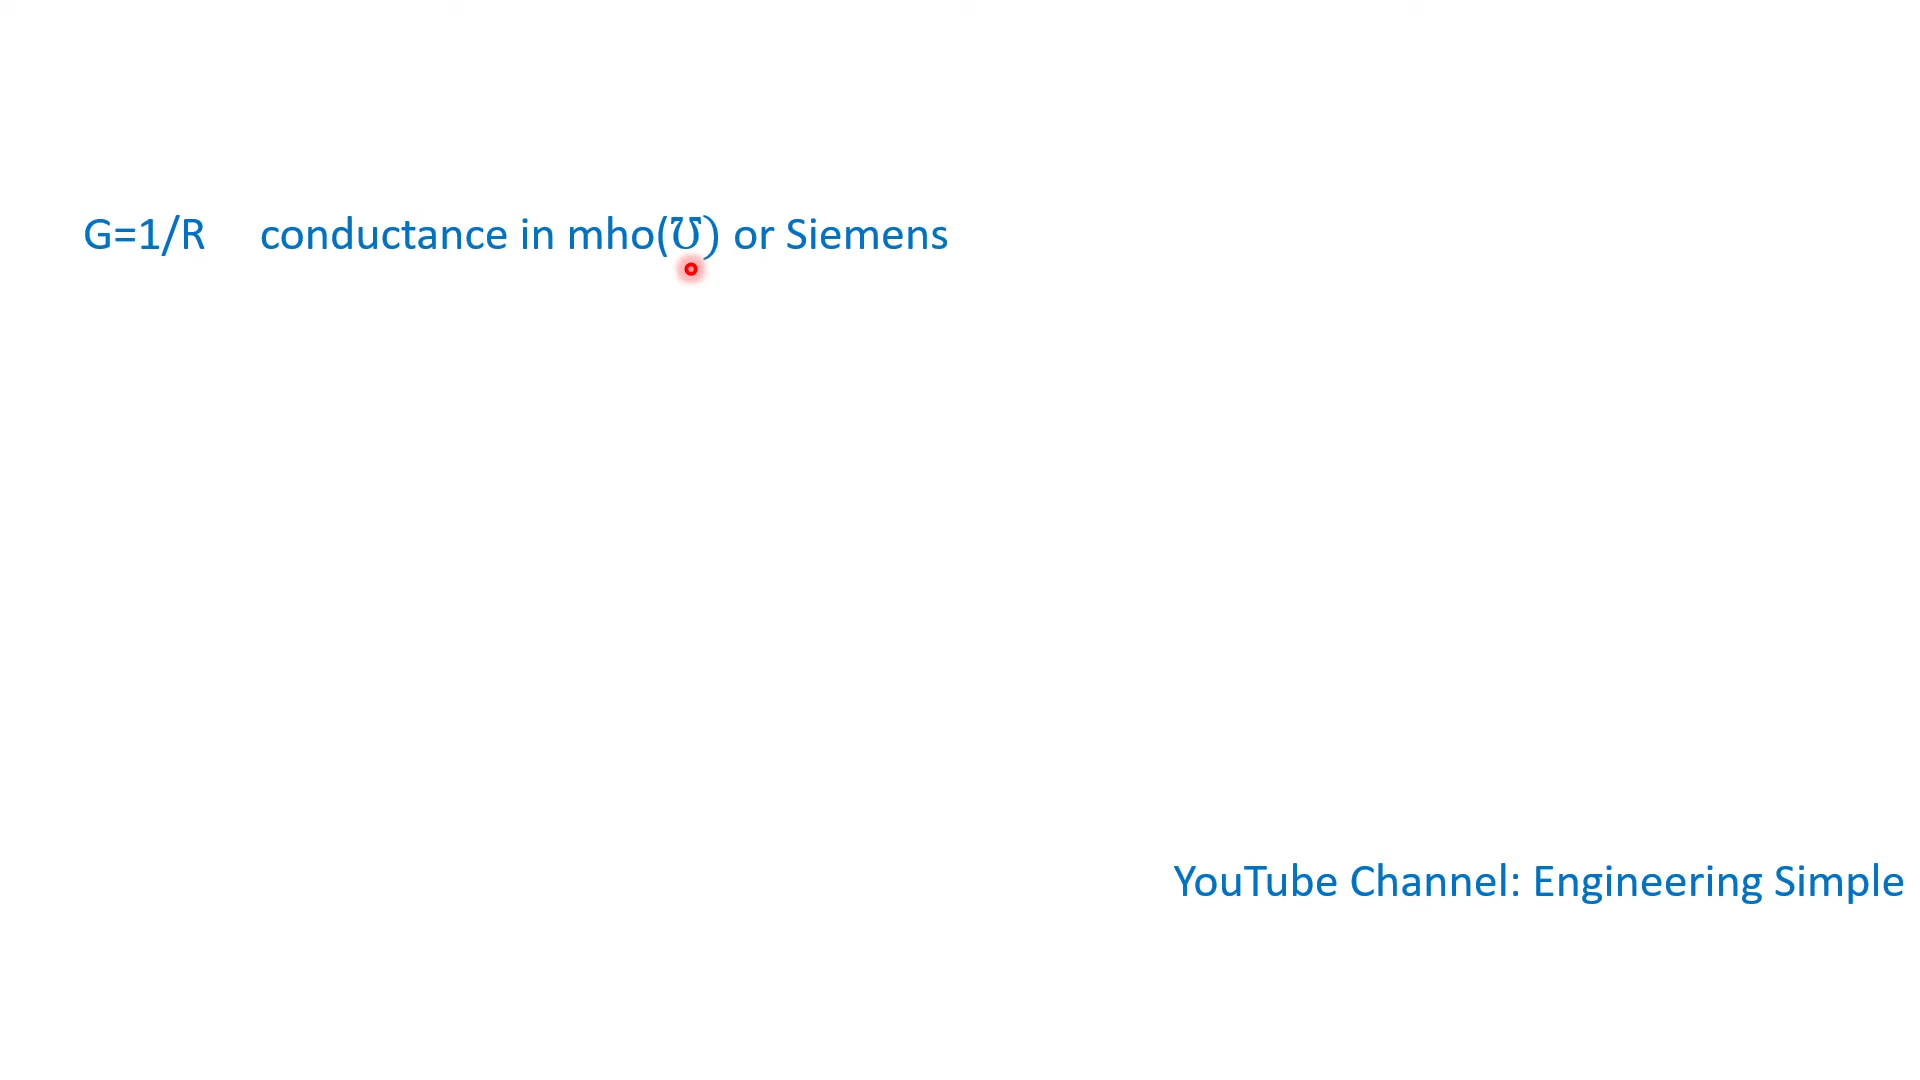 G=1/R conductance in mho(℧) or Siemens
YouTube Channel: Engineering Simple